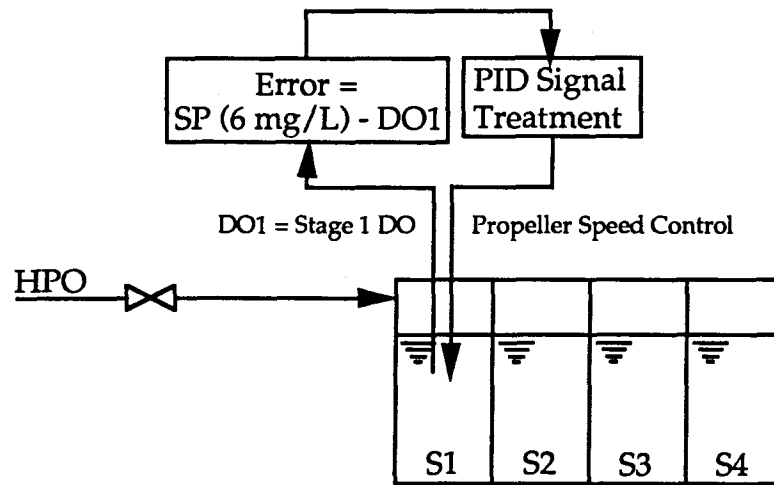 Error =
SP (6 mg/L) - DO1
PID Signal
Treatment
DO1 = Stage 1 DO
Propeller Speed Control
HPO
S1
S2
S3
S4